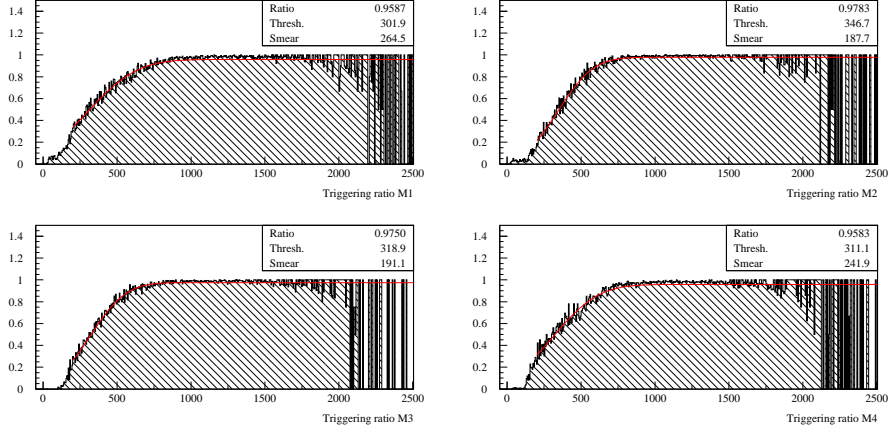 Ratio 0.9587
Thresh. 301.9
Smear 264.5
1.4
1.2
1
0.8
0.6
0.4
0.2
0
0 500 1000 1500 2000 2500
Triggering ratio M1
Ratio 0.9783
Thresh. 346.7
Smear 187.7
1.4
1.2
1
0.8
0.6
0.4
0.2
0
0 500 1000 1500 2000 2500
Triggering ratio M2
Ratio 0.9750
Thresh. 318.9
Smear 191.1
1.4
1.2
1
0.8
0.6
0.4
0.2
0
0 500 1000 1500 2000 2500
Triggering ratio M3
Ratio 0.9583
Thresh. 311.1
Smear 241.9
1.4
1.2
1
0.8
0.6
0.4
0.2
0
0 500 1000 1500 2000 2500
Triggering ratio M4